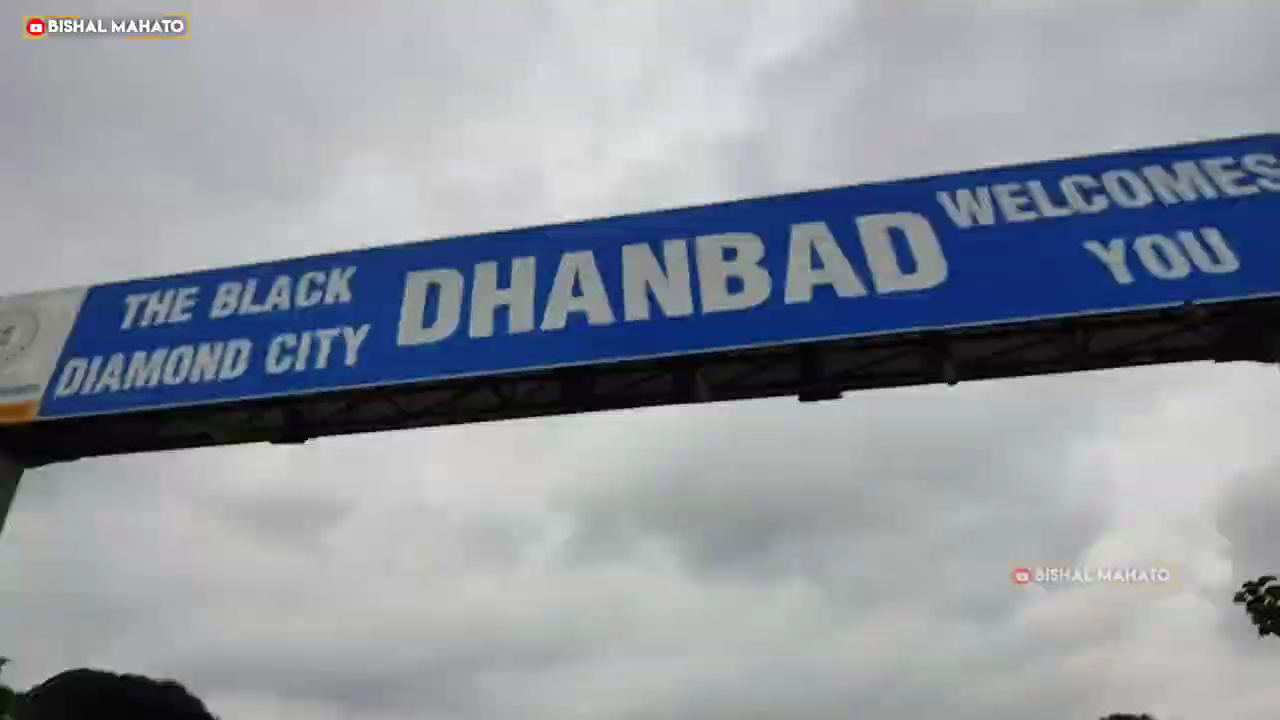 BISHAL MAHATO
THE BLACK
DIAMOND CITY
DHANBAD
WELCOMES
YOU
BISHAL MAHATO